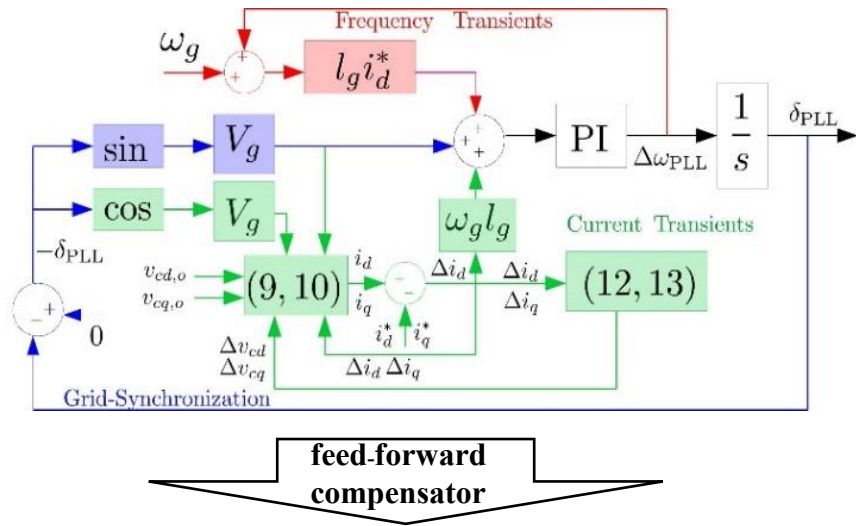 Frequency Transients
ω_g
+
+
l_g i_d^*
sin
V_g
+
+
+
PI
Δω_PLL
1/s
δ_PLL
cos
V_g
ω_g l_g
Current Transients
−δ_PLL
v_cd,o
v_cq,o
(9, 10)
i_d
i_q
−
−
Δi_d
Δi_d
Δi_q
(12, 13)
+
−
0
i_d^* i_q^*
Δv_cd
Δv_cq
Δi_d Δi_q
Grid-Synchronization
feed-forward
compensator